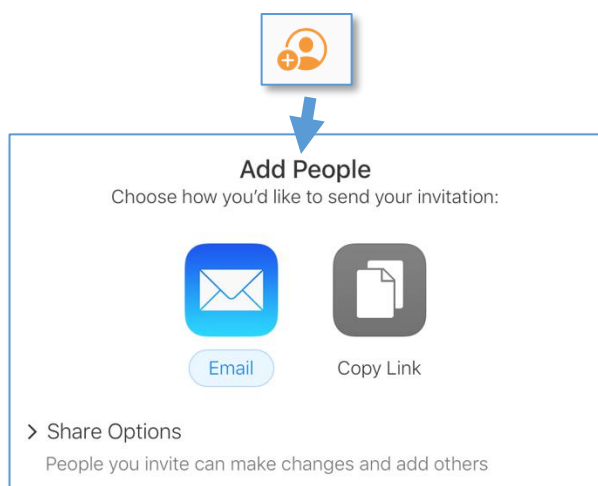 Add People
Choose how you'd like to send your invitation:
Email
Copy Link
Share Options
People you invite can make changes and add others